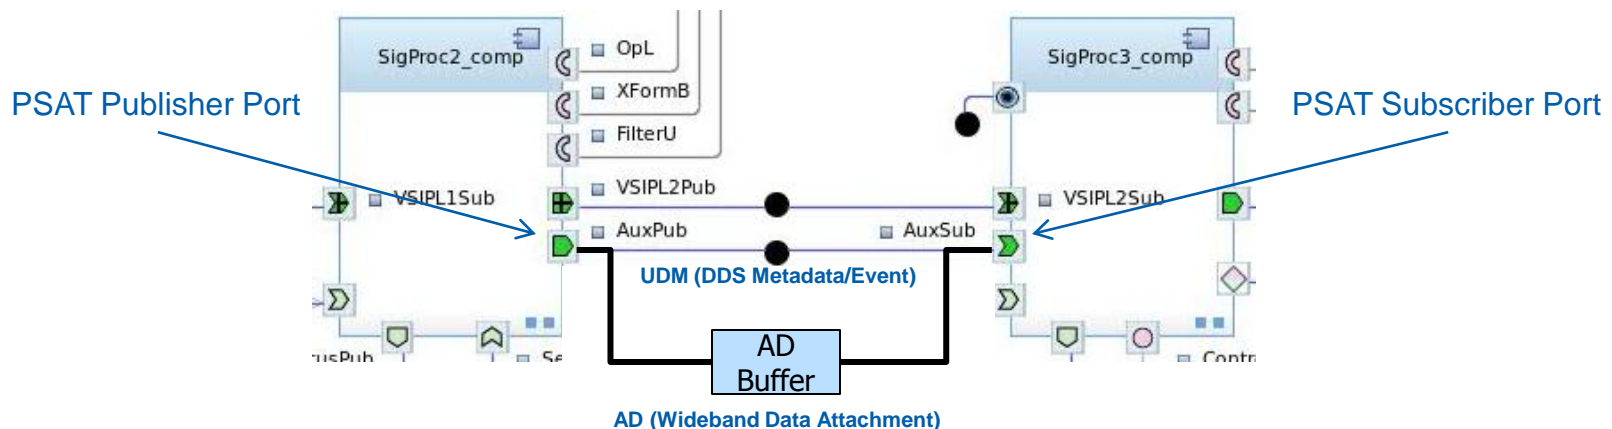 SigProc2_comp
OpL
SigProc3_comp
XFormB
PSAT Publisher Port
PSAT Subscriber Port
FilterU
VSIPL1Sub
VSIPL2Pub
VSIPL2Sub
AuxPub
AuxSub
UDM (DDS Metadata/Event)
AD
Buffer
AD (Wideband Data Attachment)